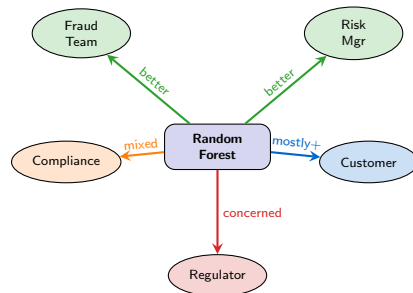 Fraud
Team
Risk
Mgr
better
better
Compliance
mixed
Random
Forest
mostly+
Customer
concerned
Regulator